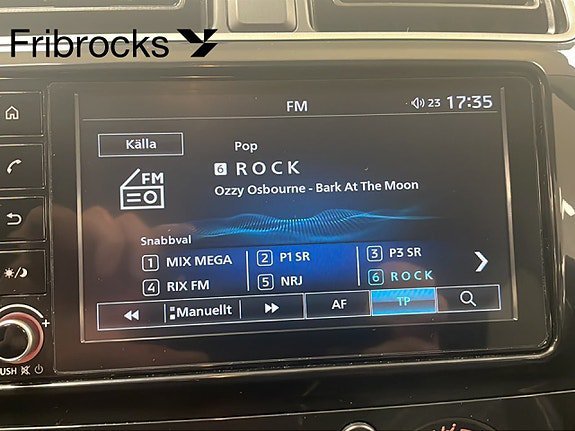 Fribrocks
FM
23 17:35
Källa
Pop
6 ROCK
FM
Ozzy Osbourne - Bark At The Moon
Snabbval
1 MIX MEGA
2 P1 SR
3 P3 SR
4 RIX FM
5 NRJ
6 ROCK
Manuellt
AF
TP
PUSH